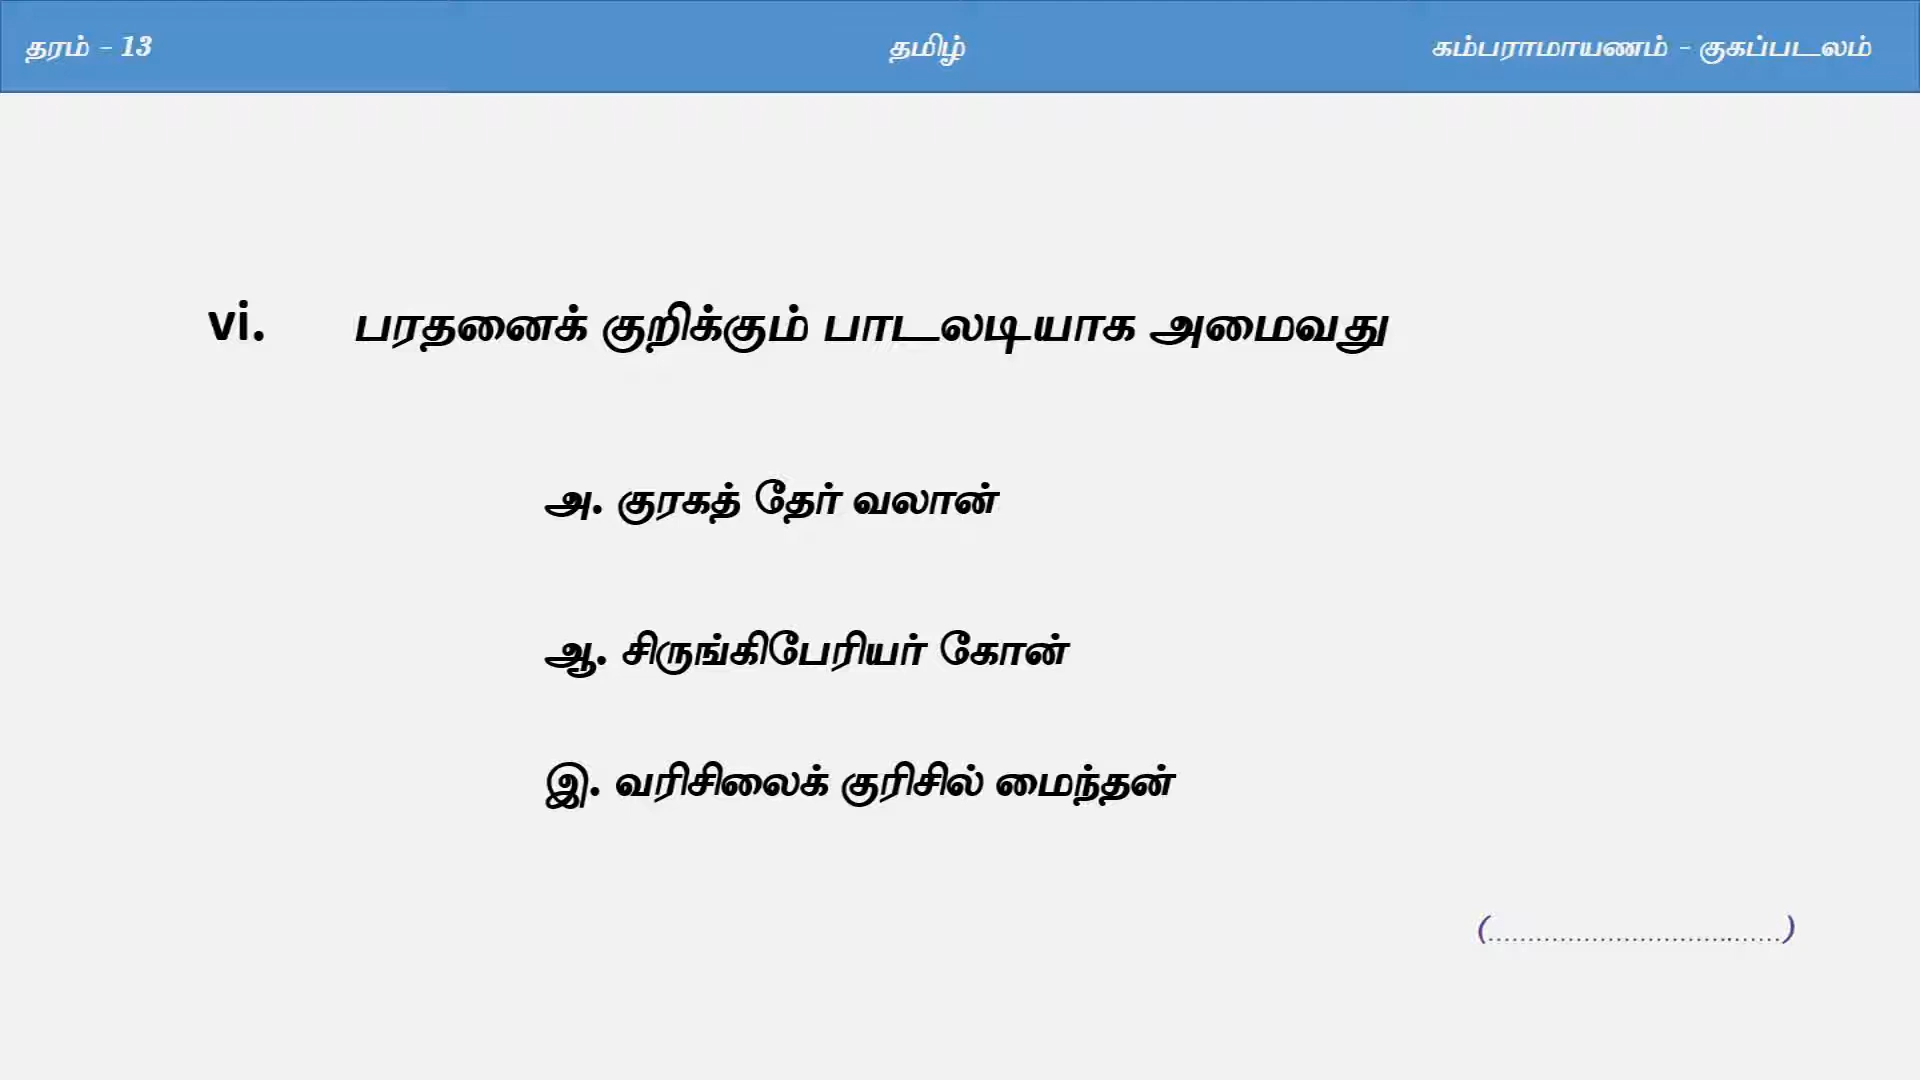 தரம் - 13
தமிழ்
கம்பராமாயணம் - குகப்படலம்
vi. பரதனைக் குறிக்கும் பாடலடியாக அமைவது
அ. குரகத் தேர் வலான்
ஆ. சிருங்கிபேரியர் கோன்
இ. வரிசிலைக் குரிசில் மைந்தன்
(.....................................)